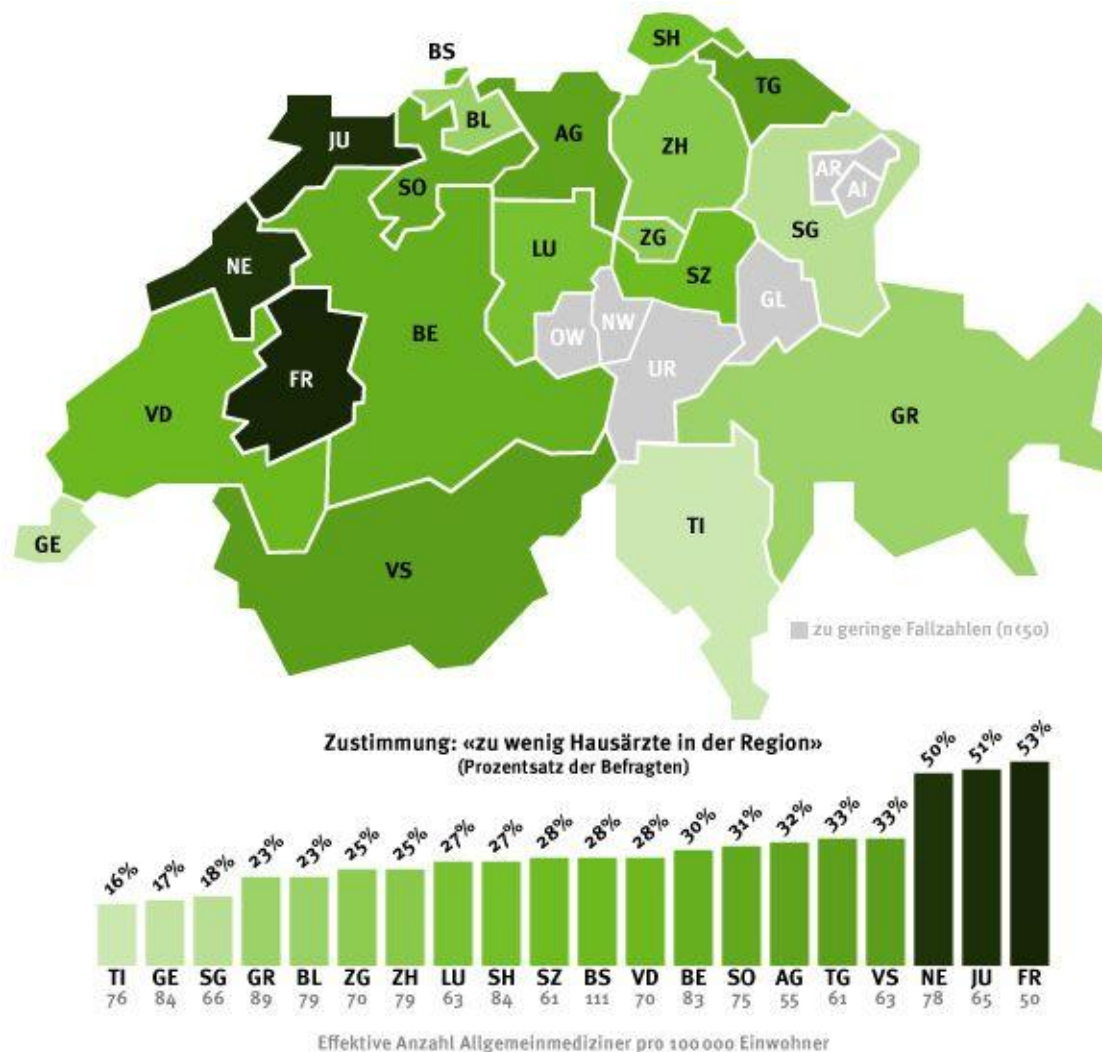 SH
BS
TG
JU
BL
AG
ZH
AR
AI
SO
ZG
SG
NE
LU
SZ
GL
BE
OW
NW
UR
FR
VD
GR
TI
GE
VS
zu geringe Fallzahlen (n<50)
Zustimmung: «zu wenig Hausärzte in der Region»
(Prozentsatz der Befragten)
16% 17% 18% 23% 23% 25% 25% 27% 27% 28% 28% 28% 30% 31% 32% 33% 33% 50% 51% 53%
TI GE SG GR BL ZG ZH LU SH SZ BS VD BE SO AG TG VS NE JU FR
76 84 66 89 79 70 79 63 84 61 111 70 83 75 55 61 63 78 65 50
Effektive Anzahl Allgemeinmediziner pro 100 000 Einwohner